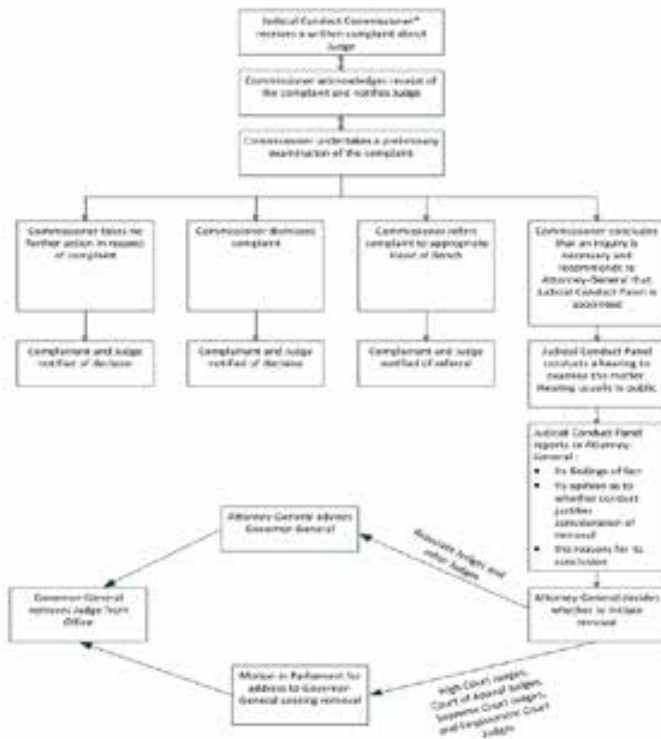 Judicial Conduct Commissioner*
receives a written complaint about
Judge
Commissioner acknowledges receipt
of the complaint and notifies Judge
Commissioner undertakes a preliminary
examination of the complaint
Commissioner takes no
further action in respect
of complaint
Commissioner dismisses
complaint
Commissioner refers
complaint to appropriate
Head of Bench
Commissioner concludes
that an inquiry is
necessary and
recommends to
Attorney-General that
Judicial Conduct Panel is
appointed
Complainant and Judge
notified of decision
Complainant and Judge
notified of decision
Complainant and Judge
notified of referral
Judicial Conduct Panel
conducts a hearing to
examine the matter
Hearing usually in public
Judicial Conduct Panel
reports to Attorney-
General :
• its findings of fact
• its opinion as to
whether conduct
justifies
consideration of
removal
• the reasons for its
conclusion
Attorney-General advises
Governor-General
Associate Judges and
other Judges
Governor-General
removes Judge from
Office
Attorney-General decides
whether to initiate
removal
Motion in Parliament for
address to Governor-
General seeking removal
High Court Judges,
Court of Appeal Judges,
Supreme Court Judges,
and Employment Court
Judges